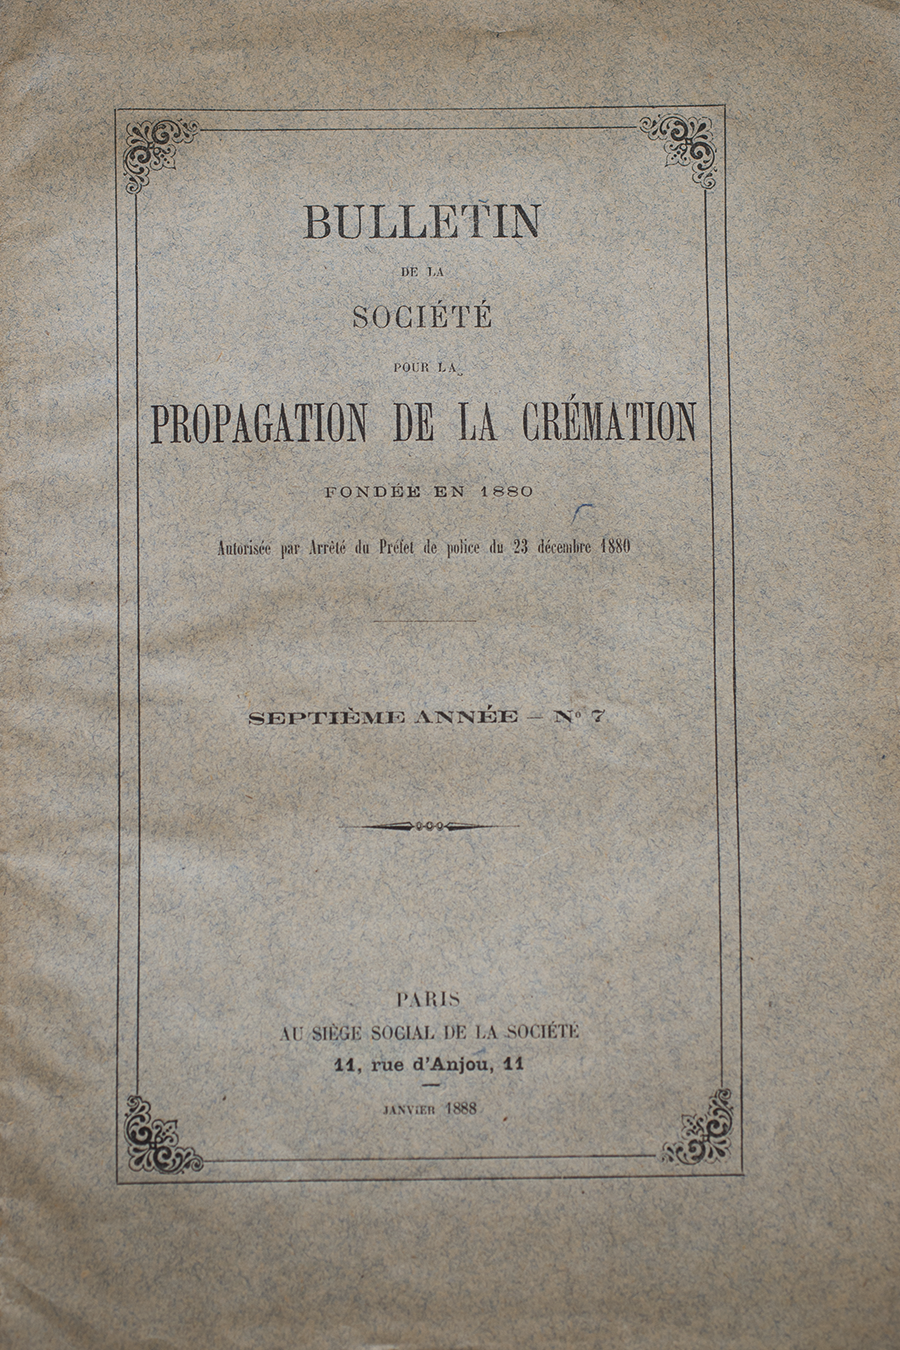 BULLETIN
DE LA
SOCIÉTÉ
POUR LA
PROPAGATION DE LA CRÉMATION
FONDÉE EN 1880
Autorisée par Arrêté du Préfet de police du 23 décembre 1880
SEPTIÈME ANNÉE — Nº 7
PARIS
AU SIÈGE SOCIAL DE LA SOCIÉTÉ
11, rue d'Anjou, 11
JANVIER 1888